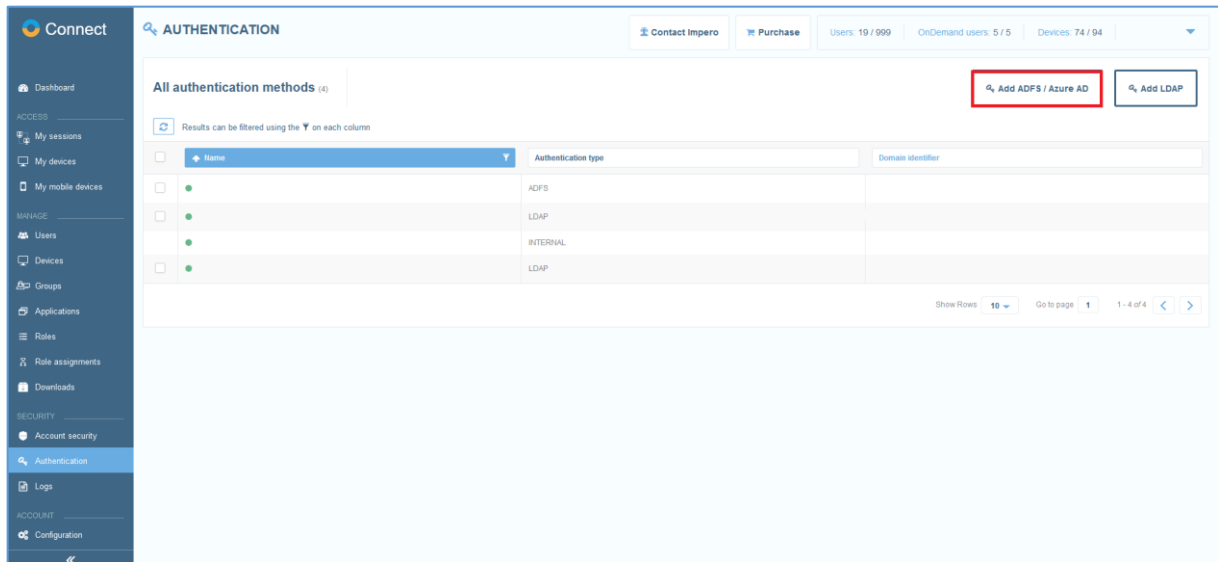 Connect
AUTHENTICATION
Contact Impero
Purchase
Users: 19 / 999
OnDemand users: 5 / 5
Devices: 74 / 94
Dashboard
ACCESS
My sessions
My devices
My mobile devices
MANAGE
Users
Devices
Groups
Applications
Roles
Role assignments
Downloads
SECURITY
Account security
Authentication
Logs
ACCOUNT
Configuration
All authentication methods (4)
Add ADFS / Azure AD
Add LDAP
Results can be filtered using the on each column
Name
Authentication type
Domain identifier
ADFS
LDAP
INTERNAL
LDAP
Show Rows 10
Go to page 1
1 - 4 of 4